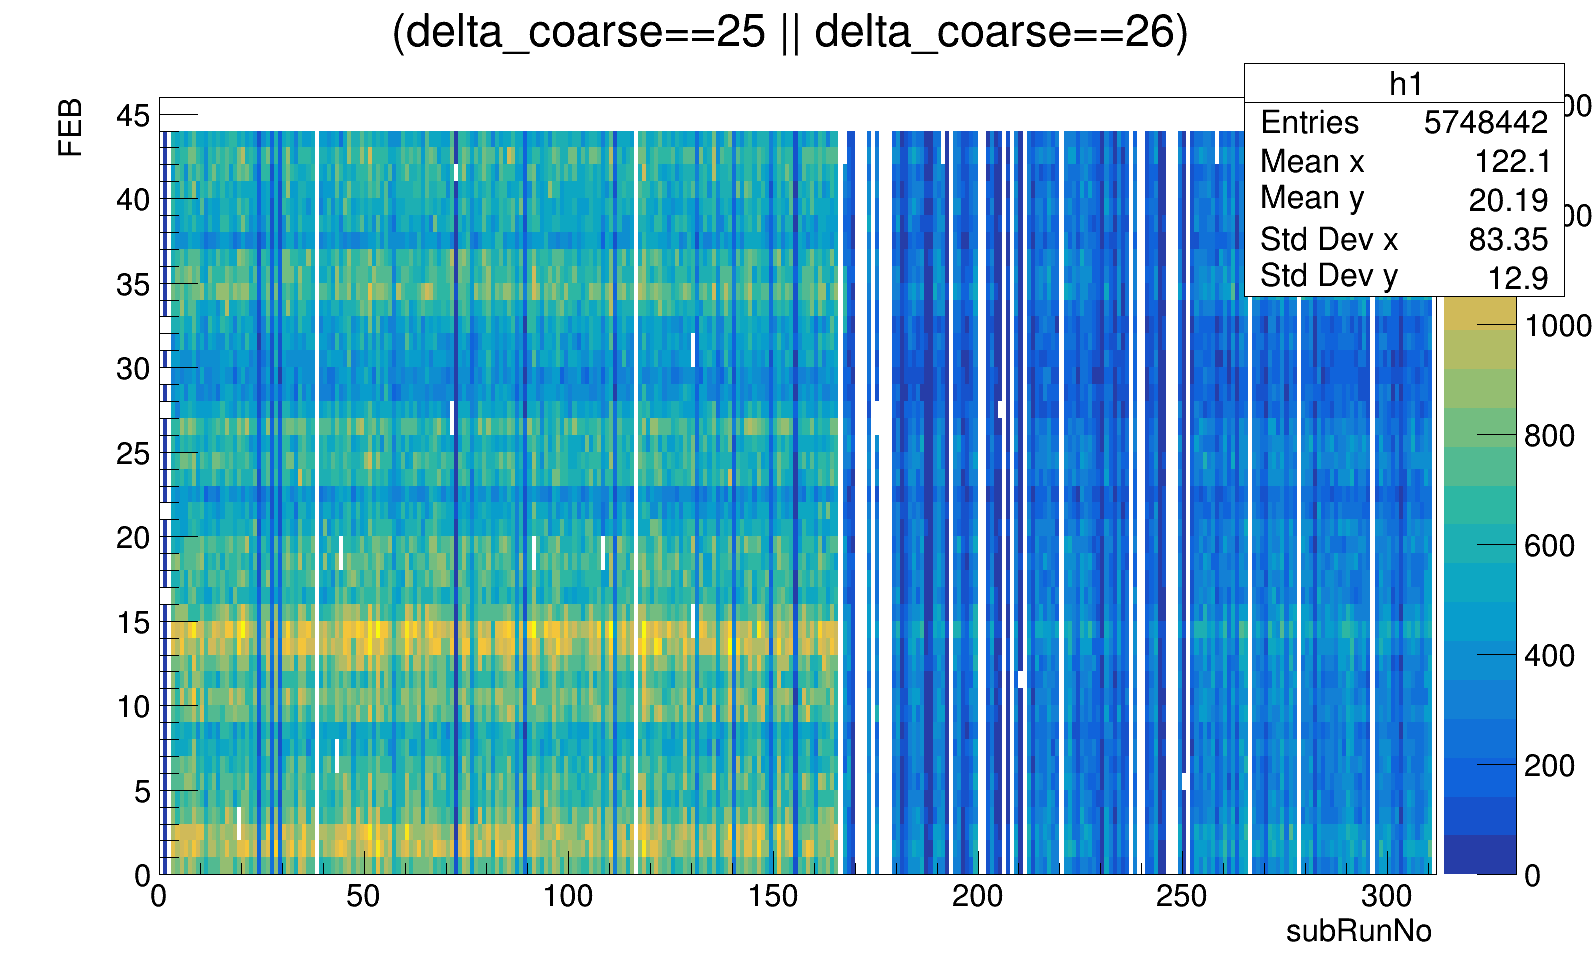 (delta_coarse==25 || delta_coarse==26)
h1
Entries 5748442
Mean x 122.1
Mean y 20.19
Std Dev x 83.35
Std Dev y 12.9
FEB
45
40
35
30
25
20
15
10
5
0
0 50 100 150 200 250 300
subRunNo
1000
800
600
400
200
0